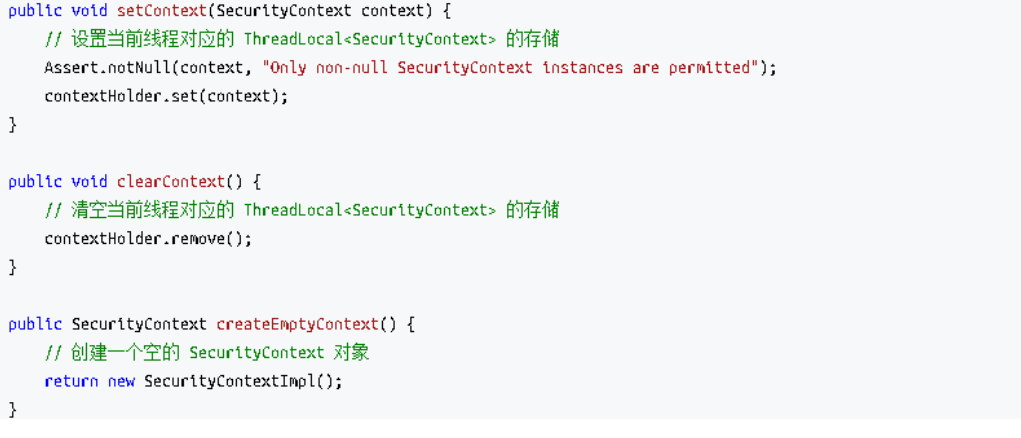 public void setContext(SecurityContext context) {
    // 设置当前线程对应的 ThreadLocal<SecurityContext> 的存储
    Assert.notNull(context, "Only non-null SecurityContext instances are permitted");
    contextHolder.set(context);
}

public void clearContext() {
    // 清空当前线程对应的 ThreadLocal<SecurityContext> 的存储
    contextHolder.remove();
}

public SecurityContext createEmptyContext() {
    // 创建一个空的 SecurityContext 对象
    return new SecurityContextImpl();
}